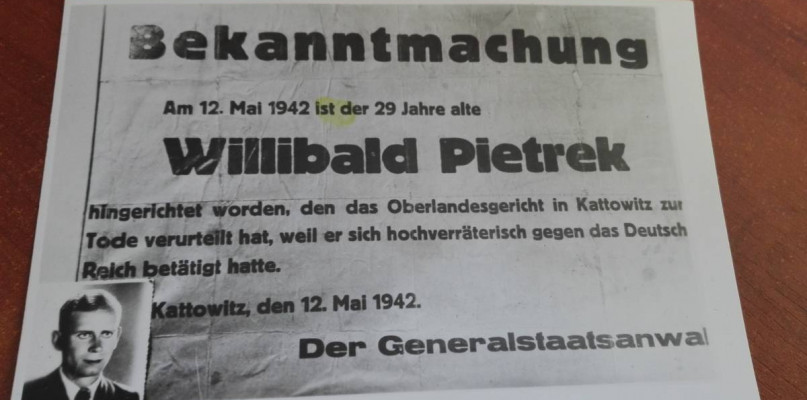 Bekanntmachung
Am 12. Mai 1942 ist der 29 Jahre alte
Willibald Pietrek
hingerichtet worden, den das Oberlandesgericht in Kattowitz zur
Tode verurteilt hat, weil er sich hochverräterisch gegen das Deutsch
Reich betätigt hatte.
Kattowitz, den 12. Mai 1942.
Der Generalstaatsanwal